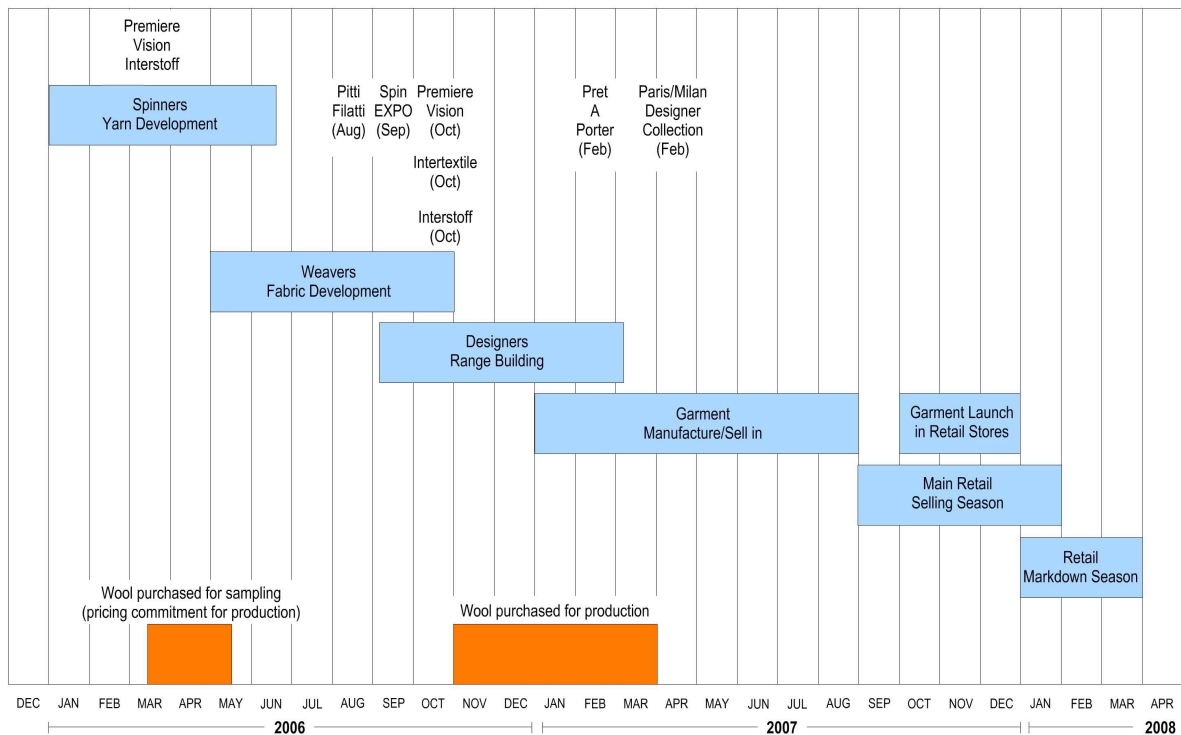 Premiere
Vision
Interstoff
Spinners
Yarn Development
Pitti
Filatti
(Aug)
Spin
EXPO
(Sep)
Premiere
Vision
(Oct)
Intertextile
(Oct)
Interstoff
(Oct)
Pret
A
Porter
(Feb)
Paris/Milan
Designer
Collection
(Feb)
Weavers
Fabric Development
Designers
Range Building
Garment
Manufacture/Sell in
Garment Launch
in Retail Stores
Main Retail
Selling Season
Retail
Markdown Season
Wool purchased for sampling
(pricing commitment for production)
Wool purchased for production
DEC JAN FEB MAR APR MAY JUN JUL AUG SEP OCT NOV DEC JAN FEB MAR APR MAY JUN JUL AUG SEP OCT NOV DEC JAN FEB MAR APR
2006 2007 2008